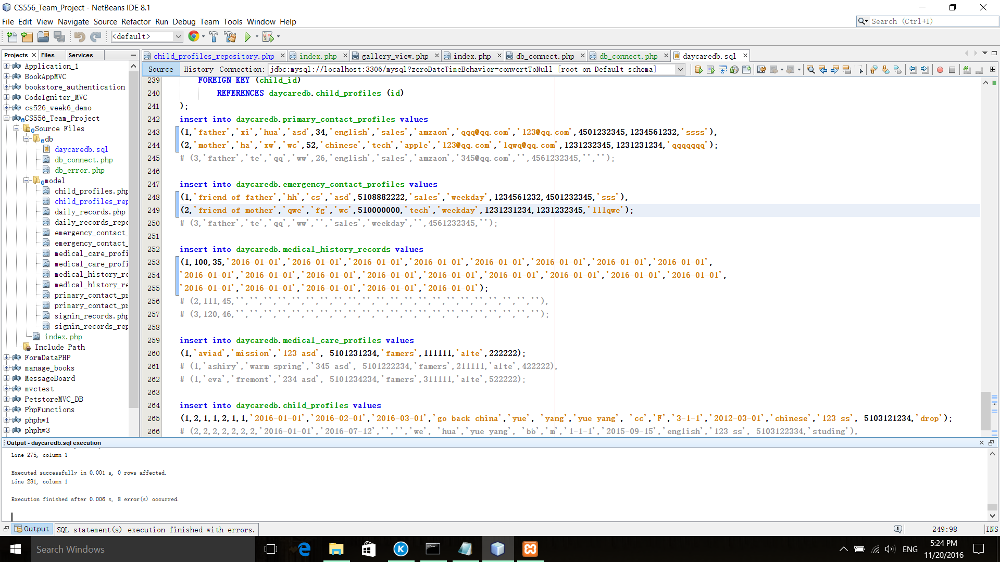 CS556_Team_Project - NetBeans IDE 8.1
File Edit View Navigate Source Refactor Run Debug Team Tools Window Help
Search (Ctrl+I)
<default>
Projects Files Services
child_profiles_repository.php index.php gallery_view.php index.php db_connect.php db_connect.php daycaredb.sql
Source History Connection: jdbc:mysql://localhost:3306/mysql?zeroDateTimeBehavior=convertToNull [root on Default schema]
Application_1
BookAppMVC
bookstore_authentication
CodeIgniter_MVC
cs526_week6_demo
CS556_Team_Project
Source Files
db
daycaredb.sql
db_connect.php
db_error.php
model
child_profiles.php
child_profiles_rep
daily_records.php
daily_records_repo
emergency_contact_
emergency_contact_
medical_care_profi
medical_care_profi
medical_history_re
medical_history_re
primary_contact_pr
primary_contact_pr
signin_records.php
signin_records_rep
index.php
Include Path
FormDataPHP
manage_books
MessageBoard
mvctest
PetstoreMVC_DB
PhpFunctions
phphw1
phphw3
239 FOREIGN KEY (child_id)
240 REFERENCES daycaredb.child_profiles (id)
241 );
242 insert into daycaredb.primary_contact_profiles values
243 (1,'father','xi','hua','asd',34,'english','sales','amzaon','qqq@qq.com','123@qq.com',4501232345,1234561232,'ssss'),
244 (2,'mother','ha','xw','wc',52,'chinese','tech','apple','123@qq.com','1qwq@qq.com',1231232345,1231231234,'qqqqqqq');
245 # (3,'father','te','qq','ww',26,'english','sales','amzaon','345@qq.com','',4561232345,'','');
246
247 insert into daycaredb.emergency_contact_profiles values
248 (1,'friend of father','hh','cs','asd',5108882222,'sales','weekday',1234561232,4501232345,'sss'),
249 (2,'friend of mother','qwe','fg','wc',510000000,'tech','weekday',1231231234,1231232345,'111qwe');
250 # (3,'father','te','qq','ww','','sales','weekday','',4561232345,'');
251
252 insert into daycaredb.medical_history_records values
253 (1,100,35,'2016-01-01','2016-01-01','2016-01-01','2016-01-01','2016-01-01','2016-01-01','2016-01-01','2016-01-01',
254 '2016-01-01','2016-01-01','2016-01-01','2016-01-01','2016-01-01','2016-01-01','2016-01-01','2016-01-01','2016-01-01',
255 '2016-01-01','2016-01-01','2016-01-01','2016-01-01','2016-01-01');
256 # (2,111,45,'','','','','','','','','','','','','','','','','','','','','',''),
257 # (3,120,46,'','','','','','','','','','','','','','','','','','','','','','');
258
259 insert into daycaredb.medical_care_profiles values
260 (1,'aviad','mission','123 asd', 5101231234,'famers',111111,'alte',222222);
261 # (1,'ashiry','warm spring','345 asd', 5101222234,'famers',211111,'alte',422222),
262 # (1,'eva','fremont','234 asd', 5101234234,'famers',311111,'alte',522222);
263
264 insert into daycaredb.child_profiles values
265 (1,2,1,1,2,1,1,'2016-01-01','2016-02-01','2016-03-01','go back china','yue', 'yang','yue yang', 'cc','F','3-1-1','2012-03-01','chinese','123 ss', 5103121234,'drop');
266 # (2,2,2,2,2,2,2,'2016-01-01','2016-07-12','','','we', 'hua','yue yang', 'bb','m','1-1-1','2015-09-15','english','123 ss', 5103122334,'studing'),
Output - daycaredb.sql execution
Line 275, column 1
Executed successfully in 0.001 s, 0 rows affected.
Line 281, column 1
Execution finished after 0.006 s, 8 error(s) occurred.
Output SQL statement(s) execution finished with errors. 249:98 INS
Search Windows
ENG
5:24 PM
11/20/2016